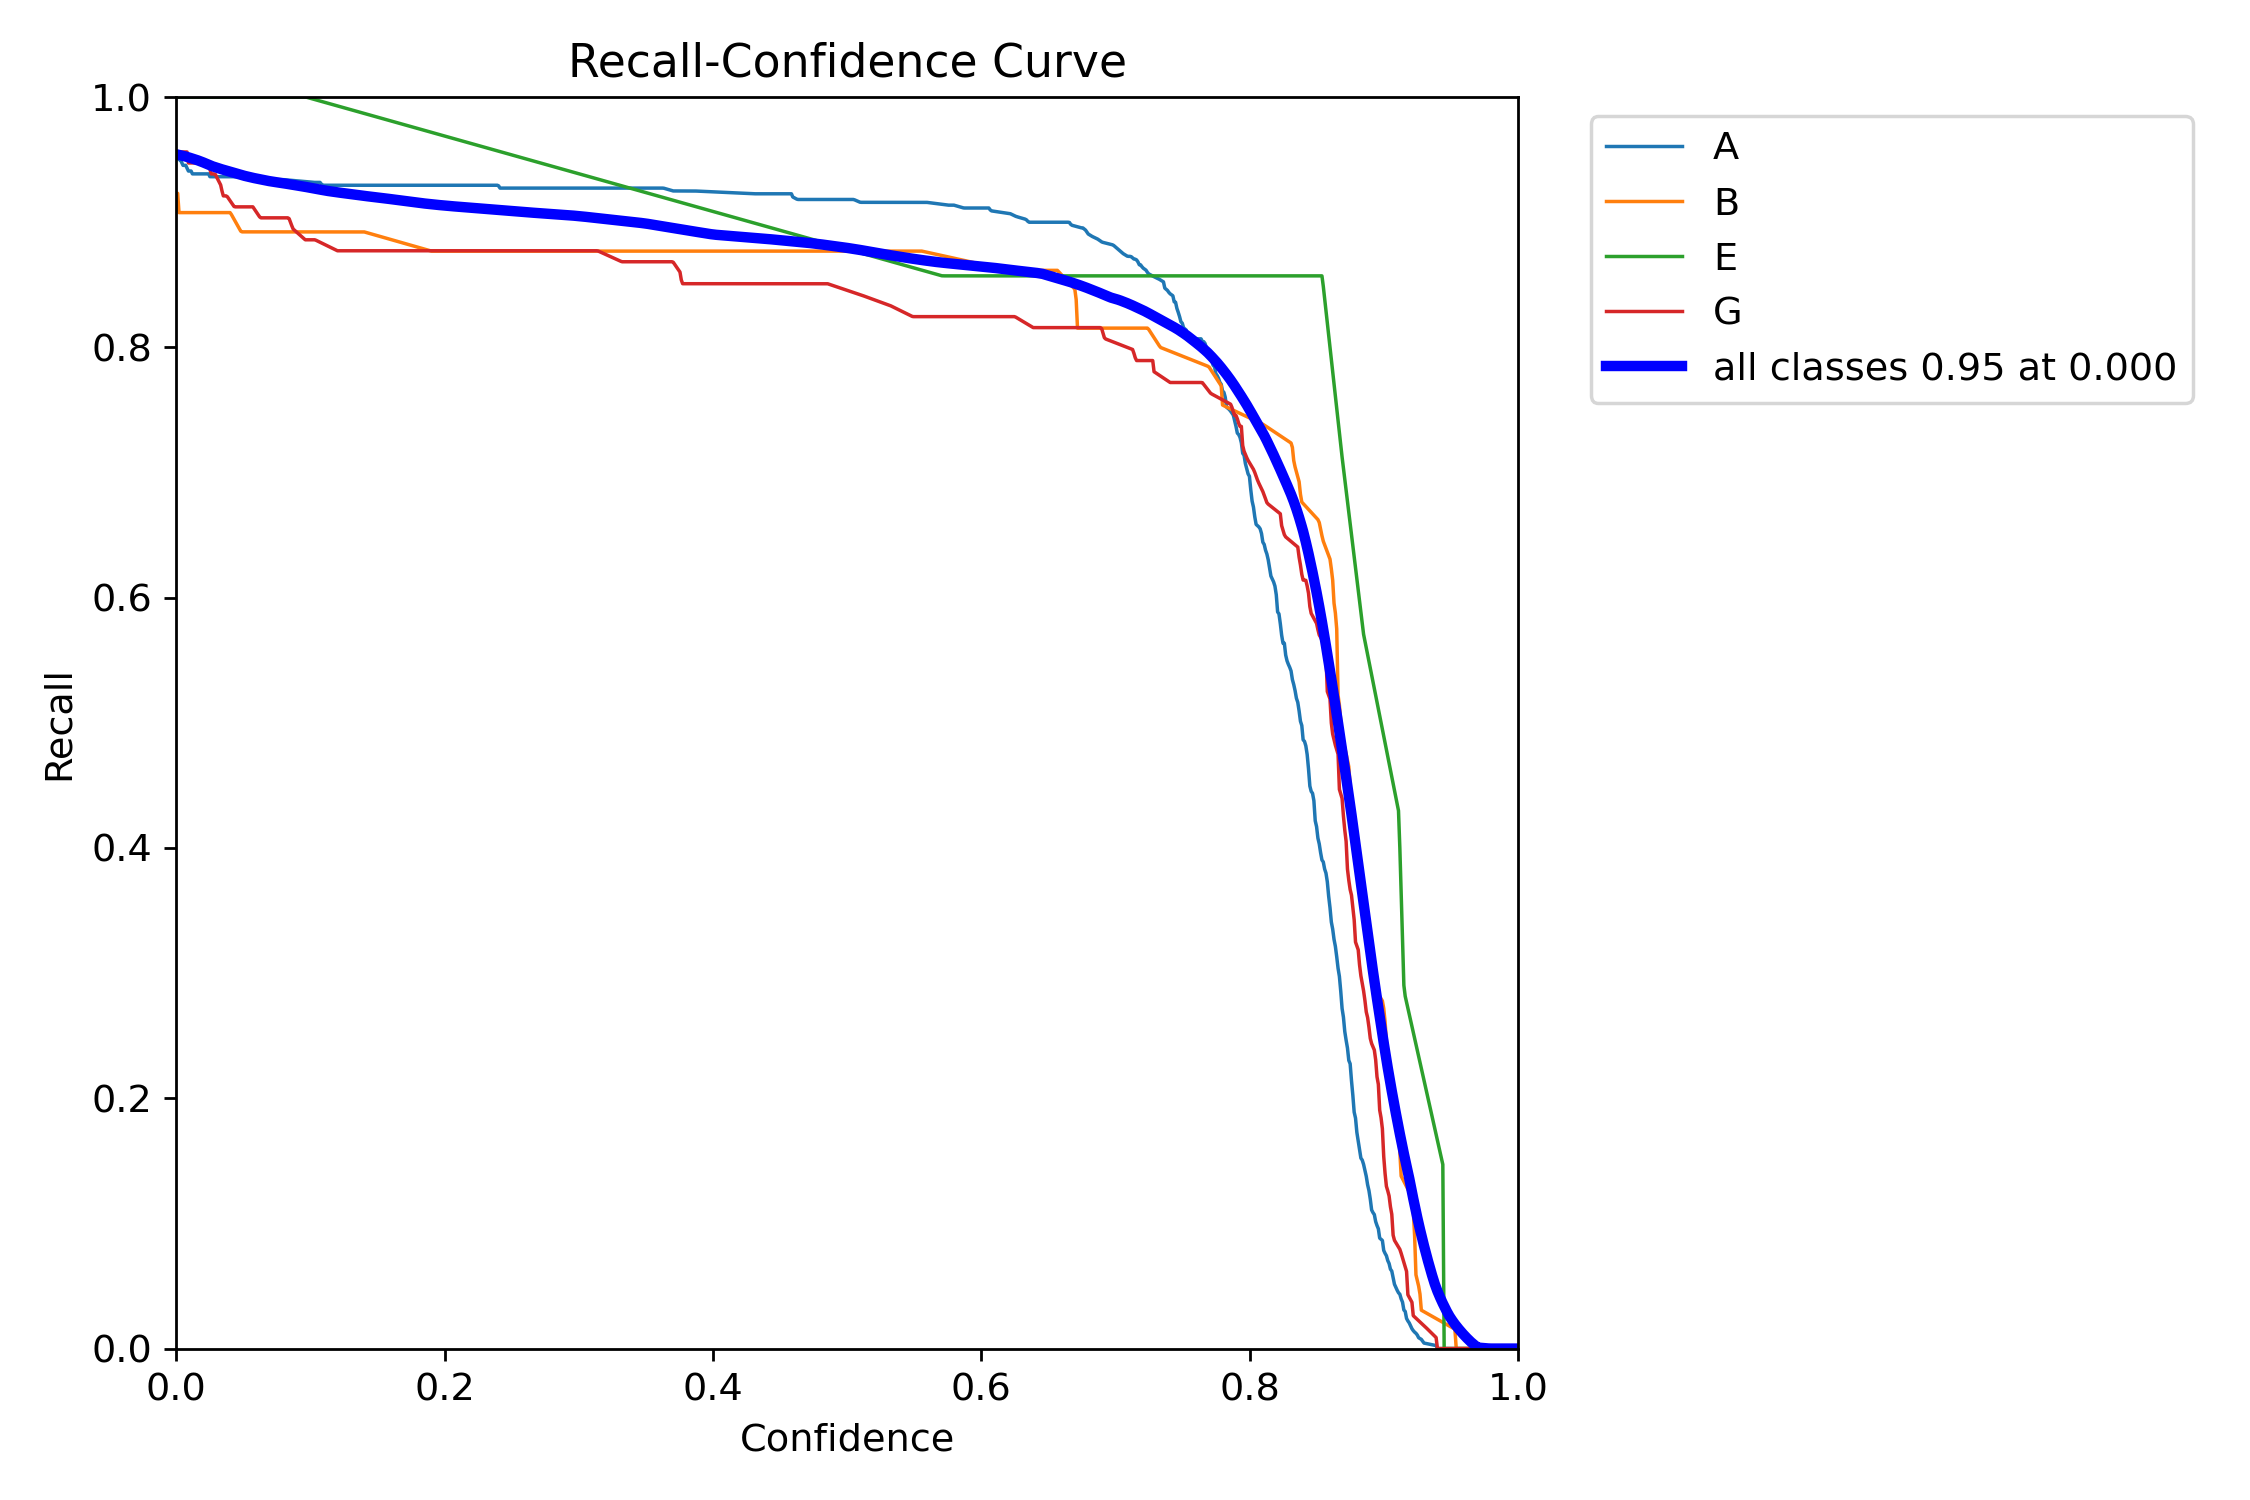 Recall-Confidence Curve
1.0
0.8
0.6
0.4
0.2
0.0
Recall
0.0 0.2 0.4 0.6 0.8 1.0
Confidence
A
B
E
G
all classes 0.95 at 0.000